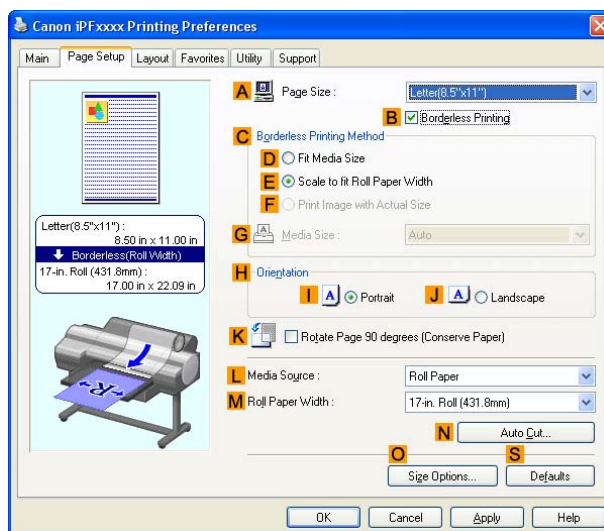 Canon iPFxxxx Printing Preferences
Main Page Setup Layout Favorites Utility Support
A Page Size : Letter(8.5"x11")
B Borderless Printing
C Borderless Printing Method
D Fit Media Size
E Scale to fit Roll Paper Width
F Print Image with Actual Size
G Media Size : Auto
Letter(8.5"x11") :
8.50 in x 11.00 in
Borderless(Roll Width)
17-in. Roll (431.8mm) :
17.00 in x 22.09 in
H Orientation
I A Portrait J A Landscape
K Rotate Page 90 degrees (Conserve Paper)
L Media Source : Roll Paper
M Roll Paper Width : 17-in. Roll (431.8mm)
N Auto Cut...
O S
Size Options... Defaults
R
OK Cancel Apply Help